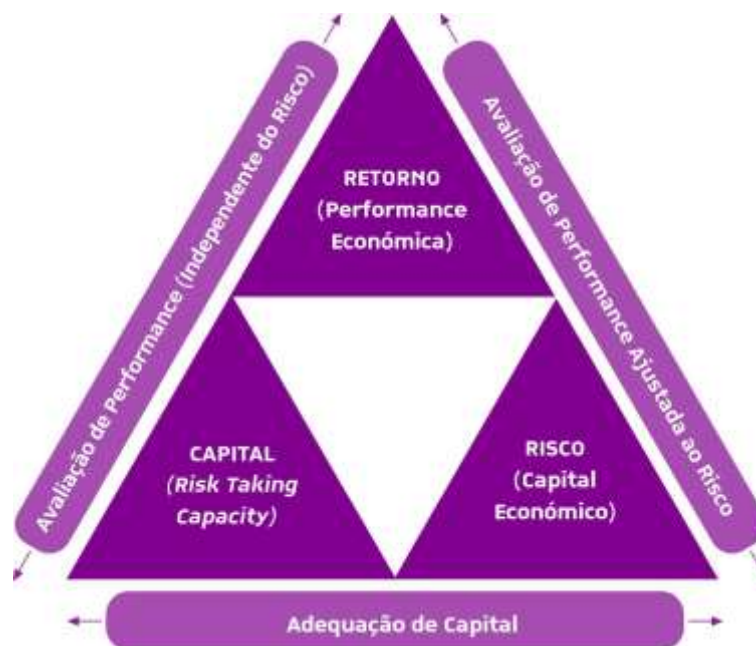 Avaliação de Performance (Independente do Risco)
Avaliação de Performance Ajustada ao Risco
RETORNO
(Performance
Económica)
CAPITAL
(Risk Taking
Capacity)
RISCO
(Capital
Económico)
Adequação de Capital